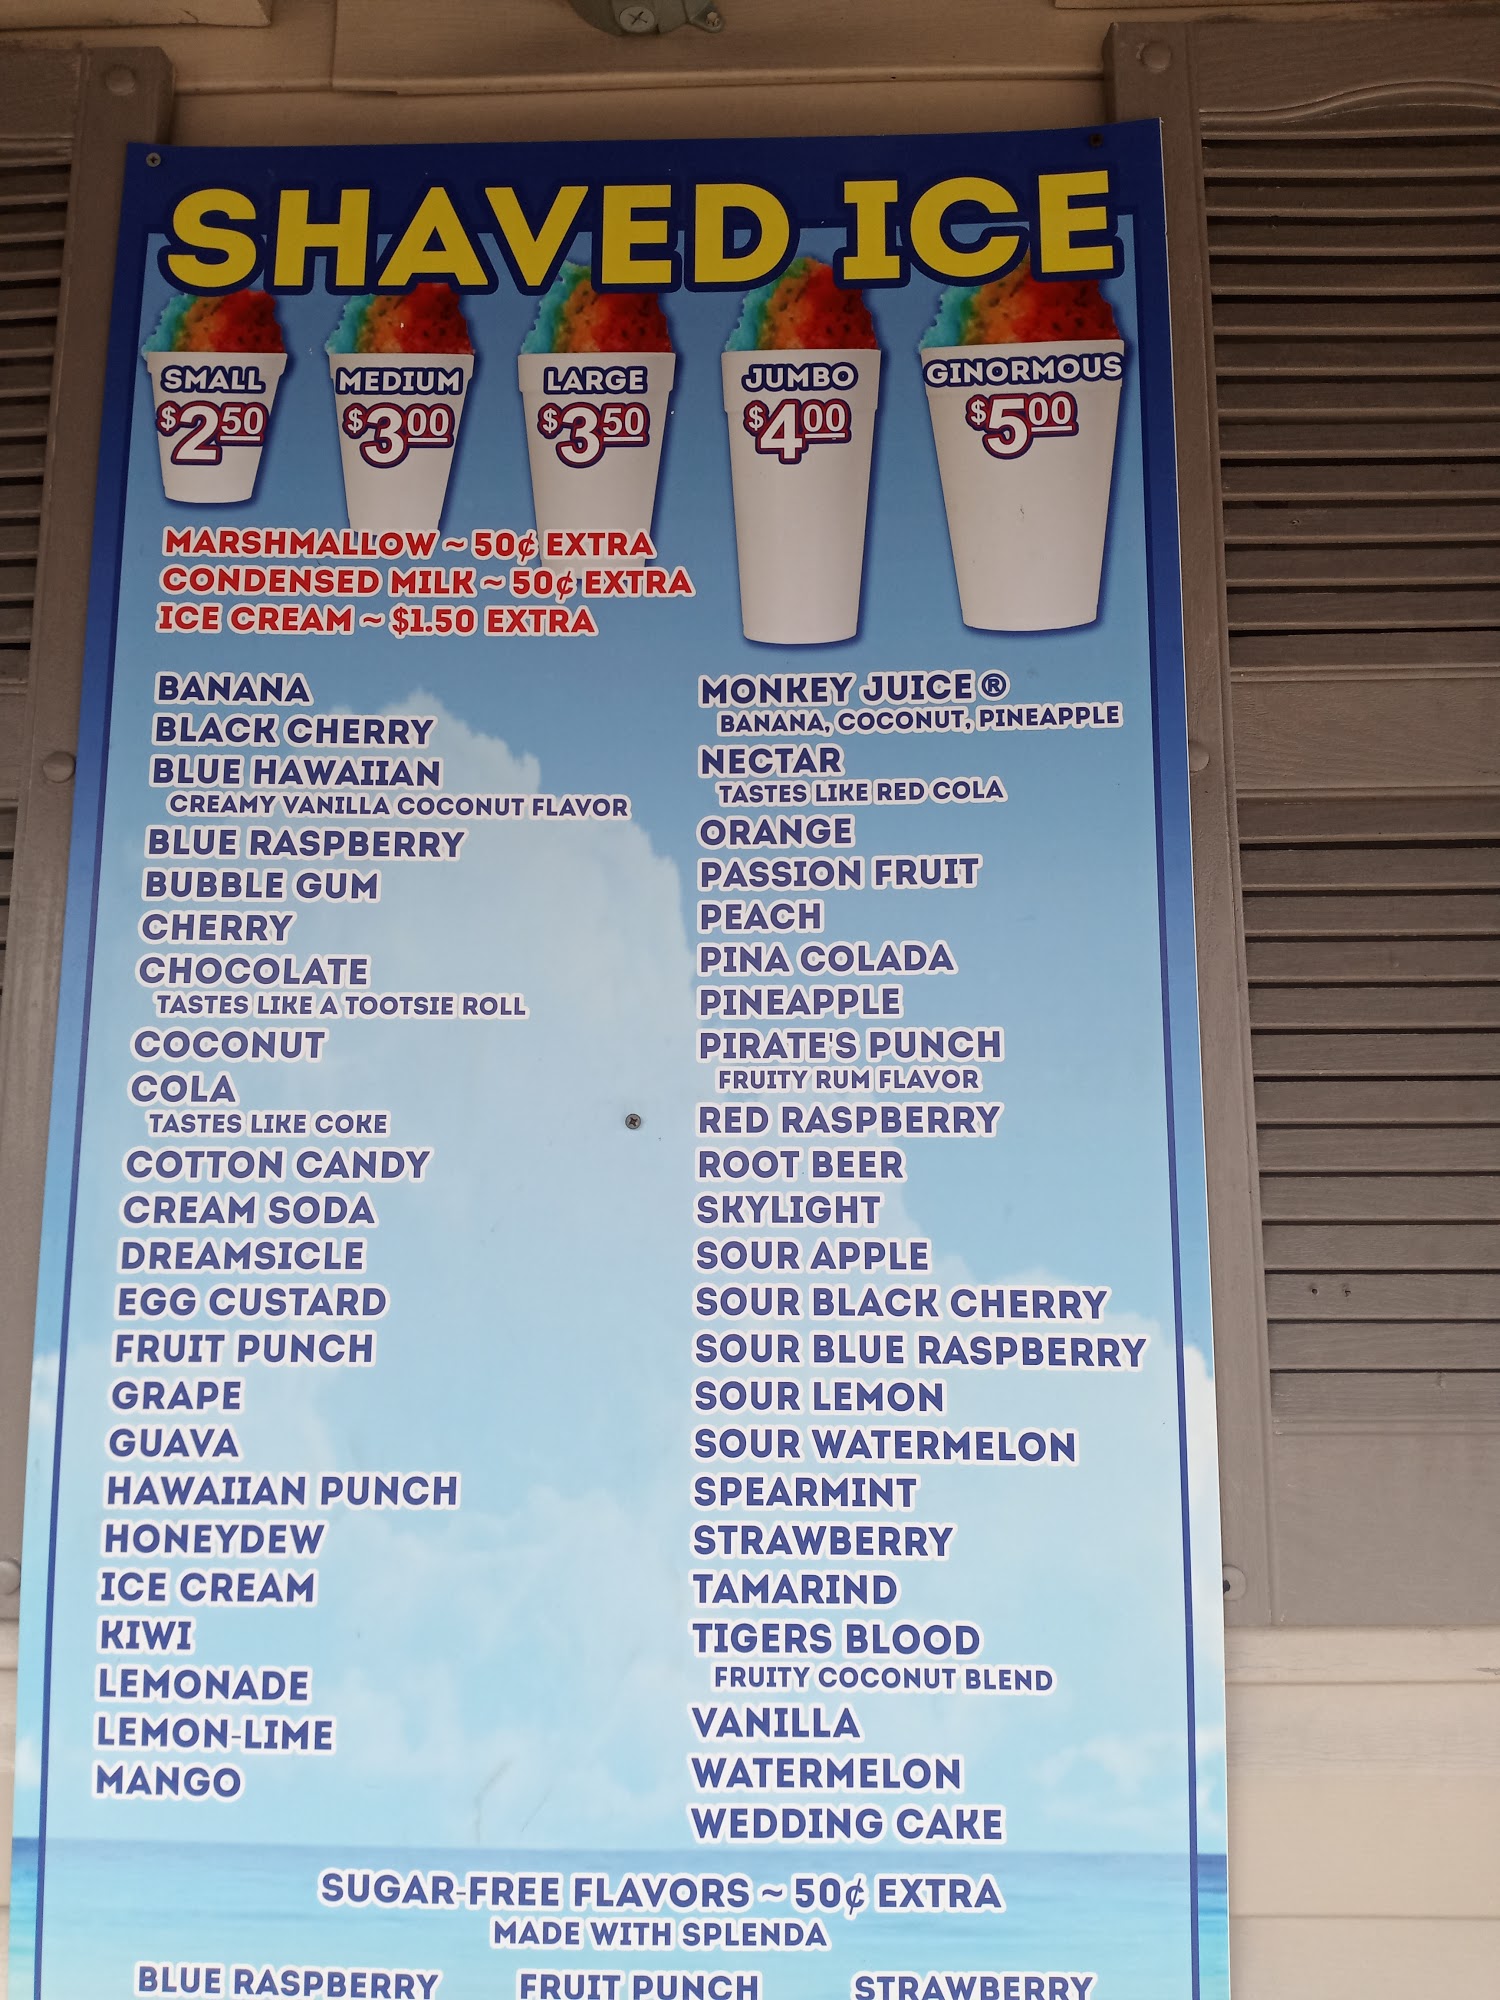 SHAVED ICE
SMALL
$2.50
MEDIUM
$3.00
LARGE
$3.50
JUMBO
$4.00
GINORMOUS
$5.00
MARSHMALLOW ~ 50¢ EXTRA
CONDENSED MILK ~ 50¢ EXTRA
ICE CREAM ~ $1.50 EXTRA
BANANA
BLACK CHERRY
BLUE HAWAIIAN
CREAMY VANILLA COCONUT FLAVOR
BLUE RASPBERRY
BUBBLE GUM
CHERRY
CHOCOLATE
TASTES LIKE A TOOTSIE ROLL
COCONUT
COLA
TASTES LIKE COKE
COTTON CANDY
CREAM SODA
DREAMSICLE
EGG CUSTARD
FRUIT PUNCH
GRAPE
GUAVA
HAWAIIAN PUNCH
HONEYDEW
ICE CREAM
KIWI
LEMONADE
LEMON-LIME
MANGO
MONKEY JUICE ®
BANANA, COCONUT, PINEAPPLE
NECTAR
TASTES LIKE RED COLA
ORANGE
PASSION FRUIT
PEACH
PINA COLADA
PINEAPPLE
PIRATE'S PUNCH
FRUITY RUM FLAVOR
RED RASPBERRY
ROOT BEER
SKYLIGHT
SOUR APPLE
SOUR BLACK CHERRY
SOUR BLUE RASPBERRY
SOUR LEMON
SOUR WATERMELON
SPEARMINT
STRAWBERRY
TAMARIND
TIGERS BLOOD
FRUITY COCONUT BLEND
VANILLA
WATERMELON
WEDDING CAKE
SUGAR-FREE FLAVORS ~ 50¢ EXTRA
MADE WITH SPLENDA
BLUE RASPBERRY FRUIT PUNCH STRAWBERRY